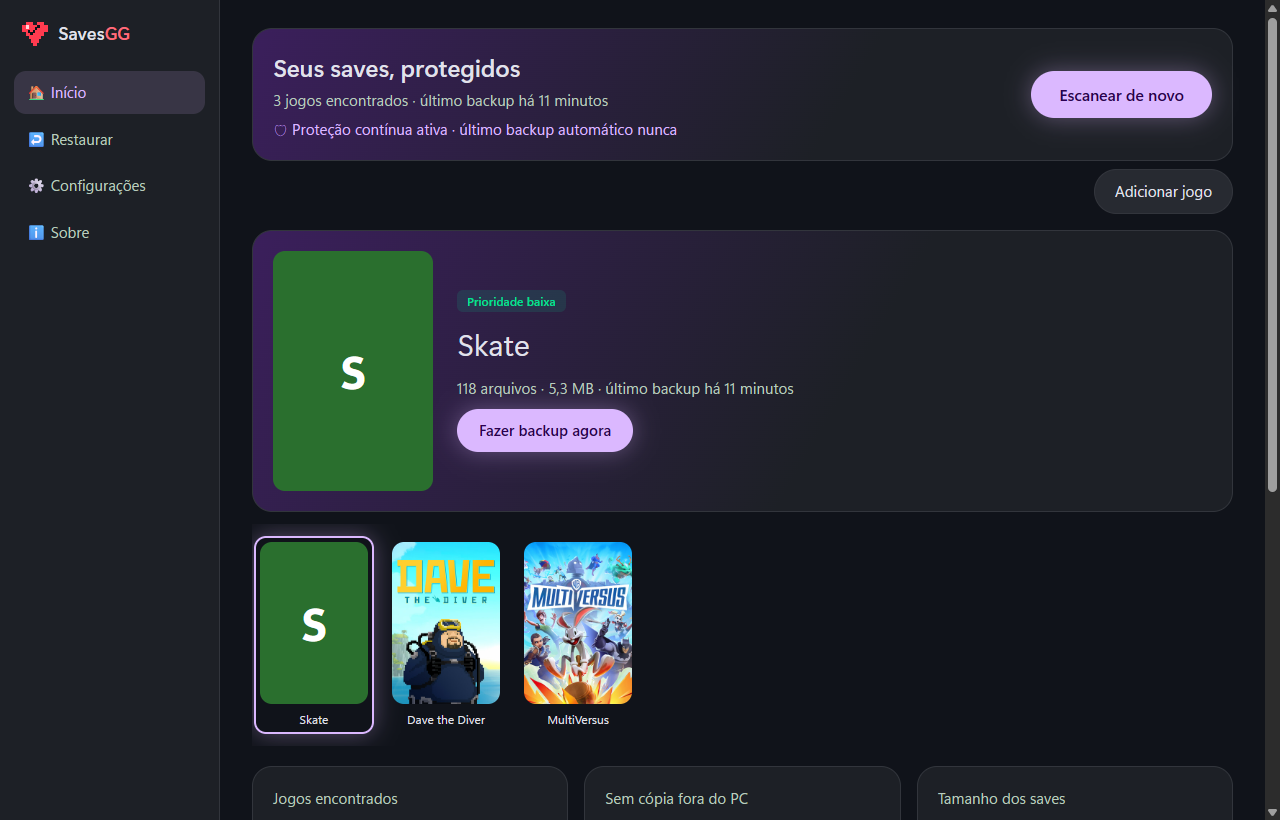 SavesGG
Início
Restaurar
Configurações
Sobre
Seus saves, protegidos
3 jogos encontrados · último backup há 11 minutos
Proteção contínua ativa · último backup automático nunca
Escanear de novo
Adicionar jogo
S
Prioridade baixa
Skate
118 arquivos · 5,3 MB · último backup há 11 minutos
Fazer backup agora
S
Skate
DAVE
THE DIVER
Dave the Diver
MULTIVERSUS
MultiVersus
Jogos encontrados
Sem cópia fora do PC
Tamanho dos saves